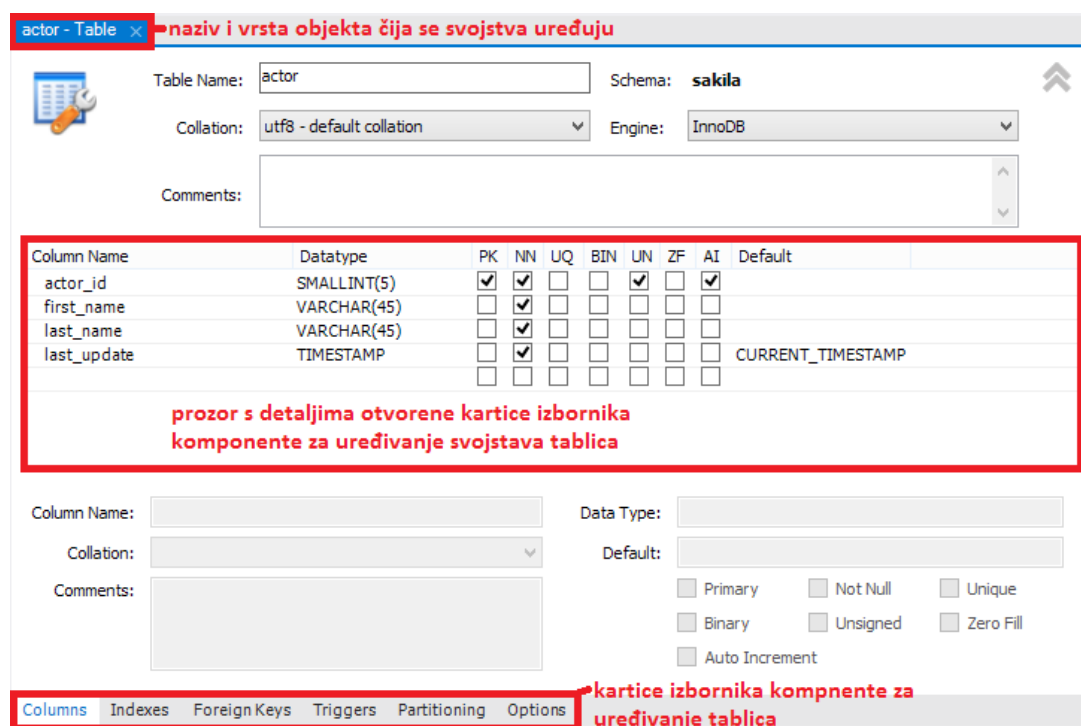 actor - Table × naziv i vrsta objekta čija se svojstva uređuju
Table Name: actor Schema: sakila
Collation: utf8 - default collation Engine: InnoDB
Comments:
Column Name Datatype PK NN UQ BIN UN ZF AI Default
actor_id SMALLINT(5)
first_name VARCHAR(45)
last_name VARCHAR(45)
last_update TIMESTAMP CURRENT_TIMESTAMP
prozor s detaljima otvorene kartice izbornika
komponente za uređivanje svojstava tablica
Column Name: Data Type:
Collation: Default:
Comments: Primary Not Null Unique
Binary Unsigned Zero Fill
Auto Increment
kartice izbornika kompnente za
Columns Indexes Foreign Keys Triggers Partitioning Options uređivanje tablica